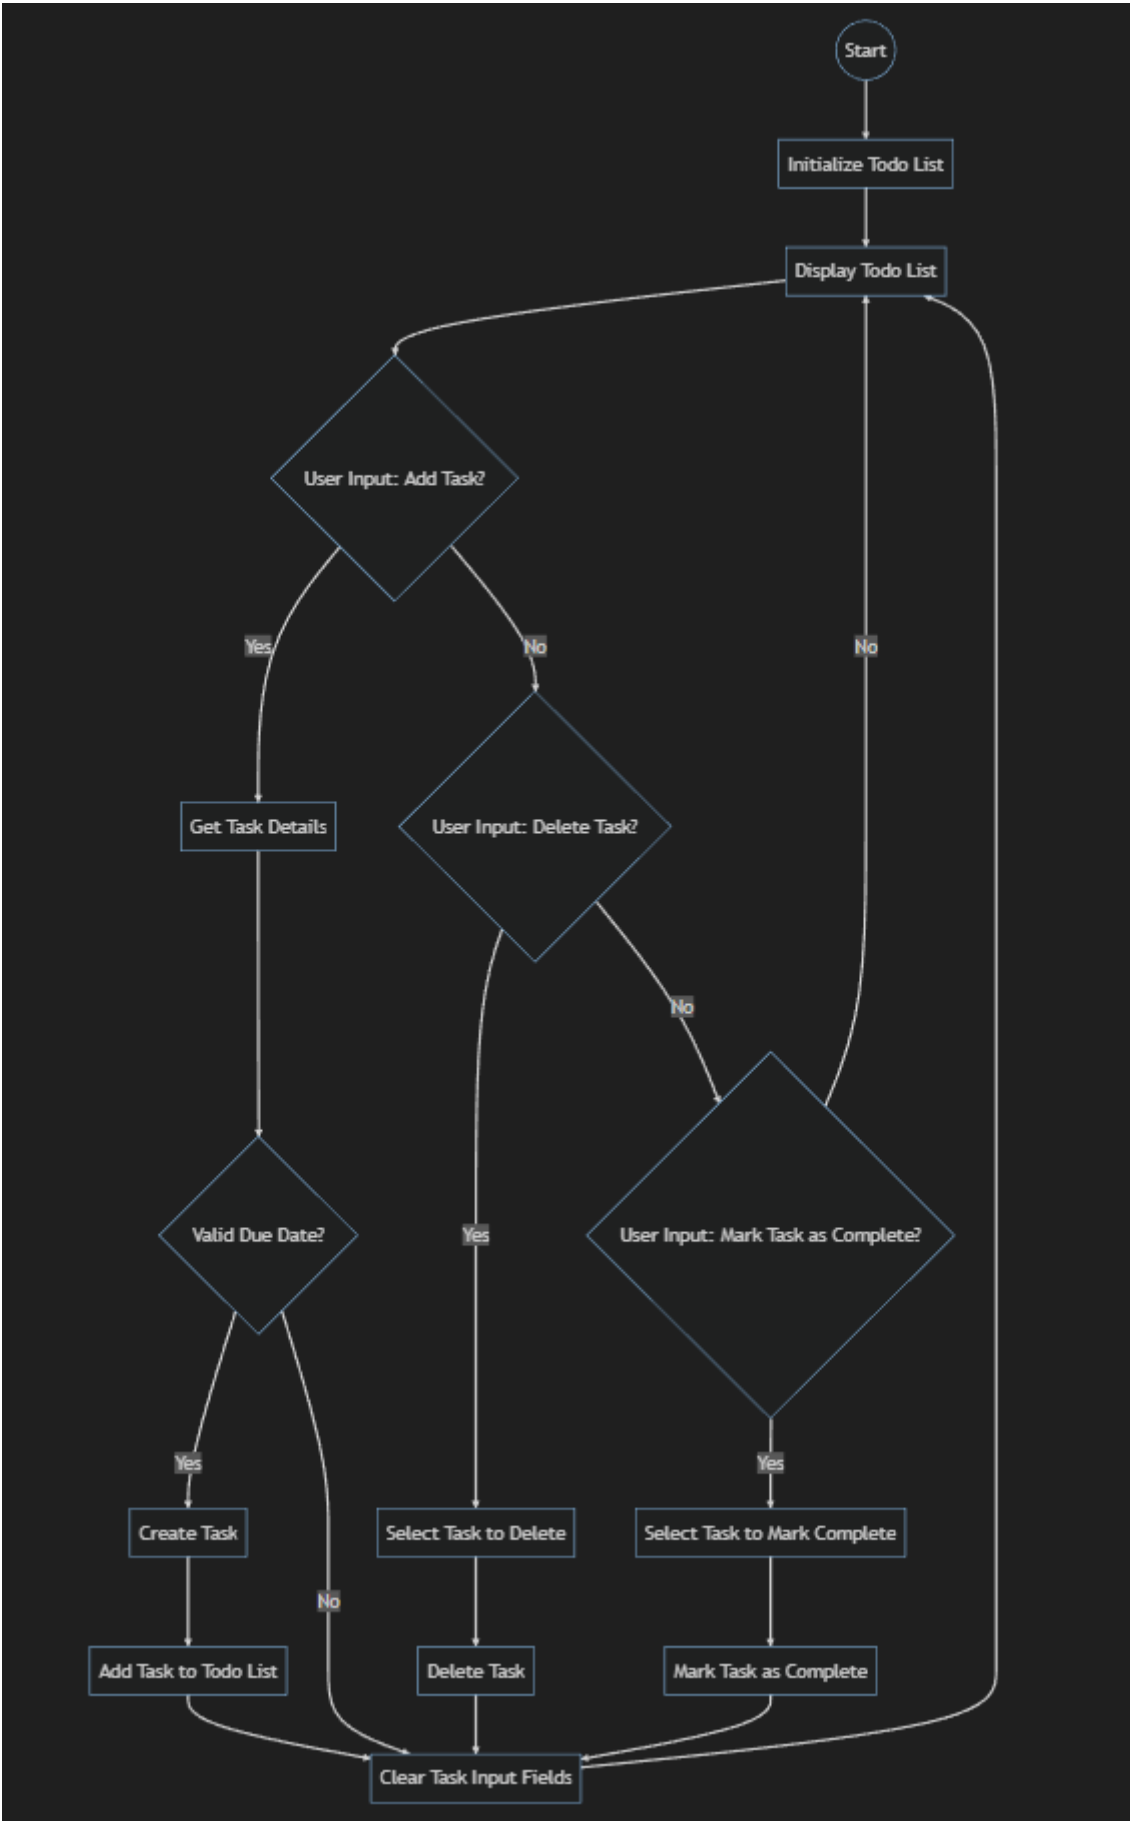 Start
Initialize Todo List
Display Todo List
User Input:: Add Task?
Yes
No
No
Get Task Details
User Input:: Delete Task?
No
Valid Due Date?
Yes
User Input:: Mark Task as Complete?
Yes
Yes
Create Task
Select Task to Delete
Select Task to Mark Complete
No
Add Task to Todo List
Delete Task
Mark Task as Complete
Clear Task Input Fields